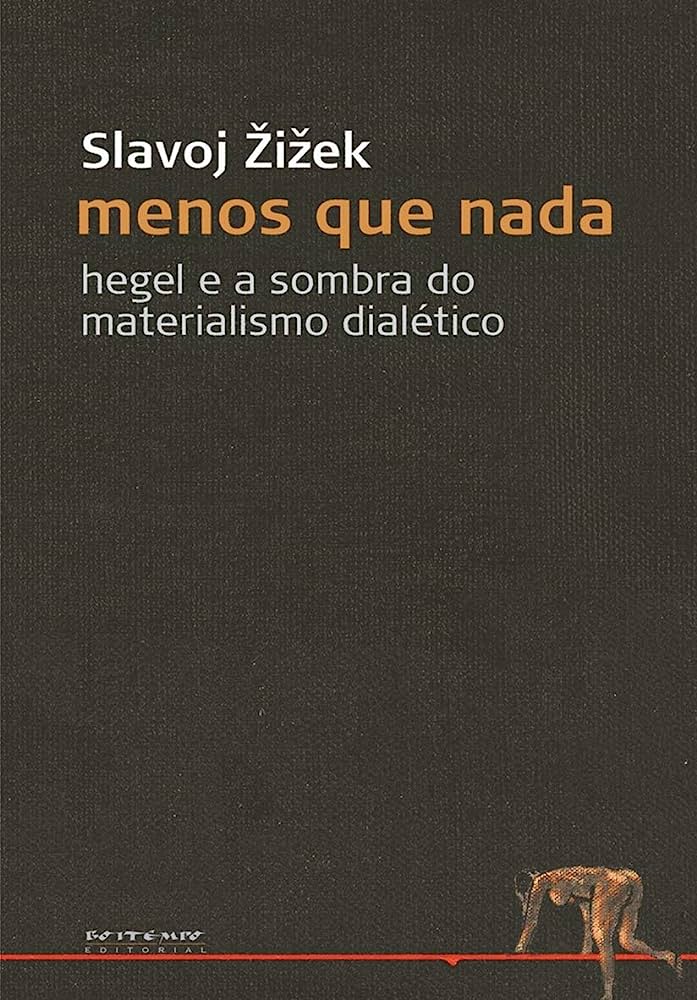 Slavoj Žižek
menos que nada
hegel e a sombra do
materialismo dialético
BOITEMPO
EDITORIAL